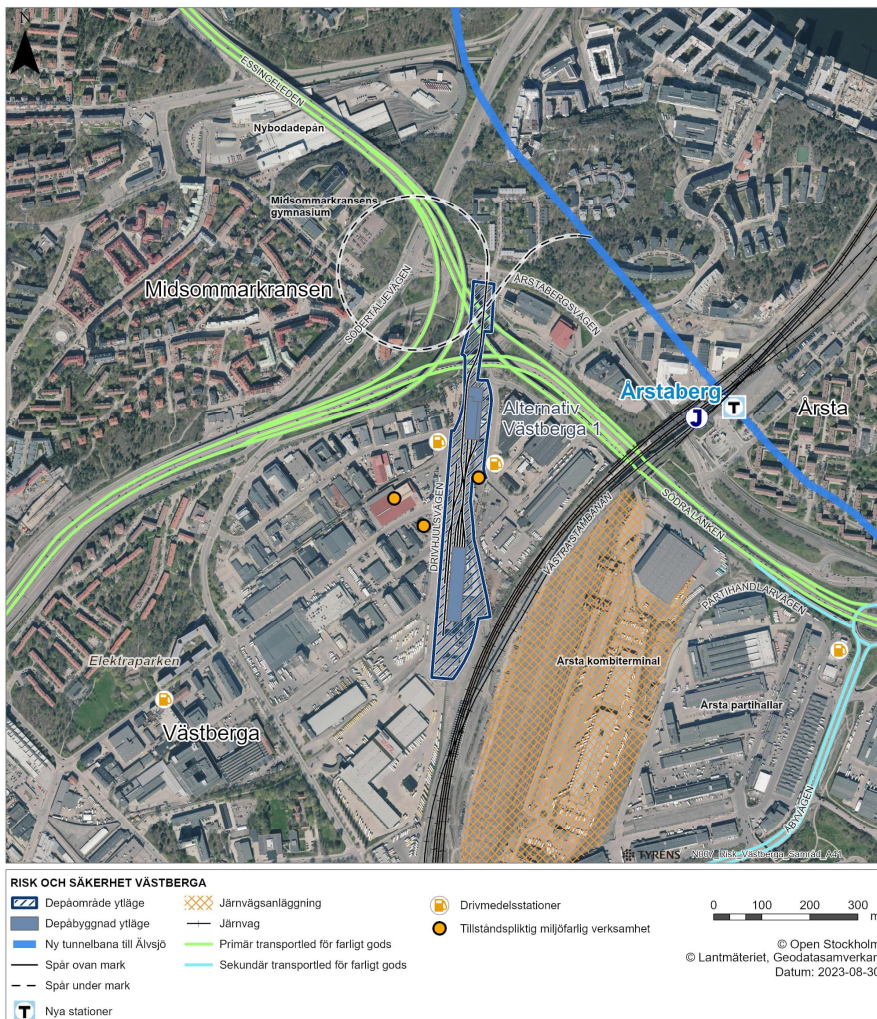 N
ESSINGELEDEN
Nybodadepån
Midsommarkransens
gymnasium
Midsommarkransen
SÖDERTÄLJEVÄGEN
ÅRSTABERGSVÄGEN
Årstaberg
J
T
Årsta
Alternativ
Västberga 1
DRIVHJULSVÄGEN
VÄSTRA STAMBANAN
SÖDRA LÄNKEN
PARTIHANDLARVÄGEN
Elektraparken
Årsta kombiterminal
Årsta partihallar
Västberga
ÅBYVÄGEN
TYRENS
N007_Risk_Västberga_Samråd_A41
RISK OCH SÄKERHET VÄSTBERGA
Depåområde ytläge
Depåbyggnad ytläge
Ny tunnelbana till Älvsjö
Spår ovan mark
Spår under mark
T Nya stationer
Järnvägsanläggning
Järnvag
Primär transportled för farligt gods
Sekundär transportled för farligt gods
Drivmedelsstationer
Tillståndspliktig miljöfarlig verksamhet
0 100 200 300
m
© Open Stockholm
© Lantmäteriet, Geodatasamverkan
Datum: 2023-08-30